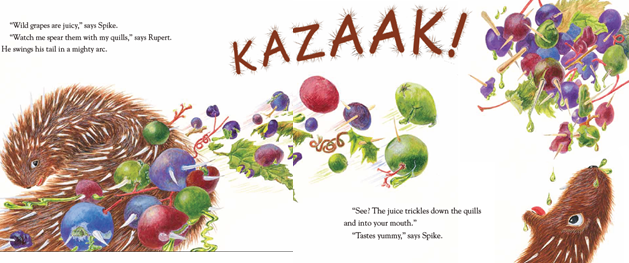 "Wild grapes are juicy," says Spike.
"Watch me spear them with my quills," says Rupert.
He swings his tail in a mighty arc.
KAZAAK!
"See? The juice trickles down the quills
and into your mouth."
"Tastes yummy," says Spike.